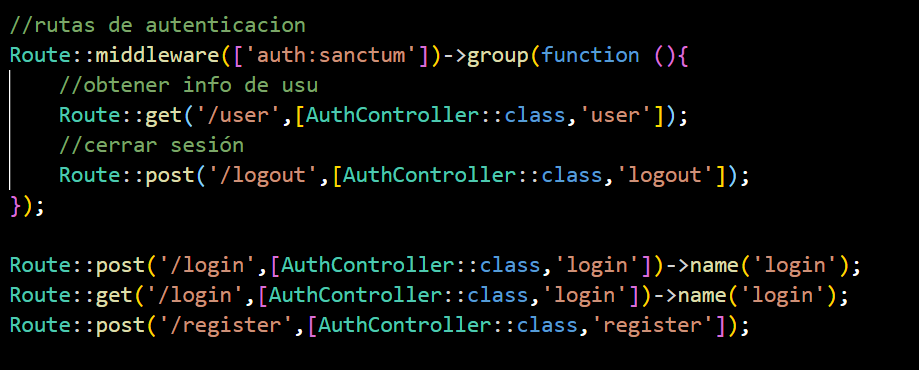 //rutas de autenticacion
Route::middleware(['auth:sanctum'])->group(function (){
    //obtener info de usu
    Route::get('/user',[AuthController::class,'user']);
    //cerrar sesión
    Route::post('/logout',[AuthController::class,'logout']);
});

Route::post('/login',[AuthController::class,'login'])->name('login');
Route::get('/login',[AuthController::class,'login'])->name('login');
Route::post('/register',[AuthController::class,'register']);